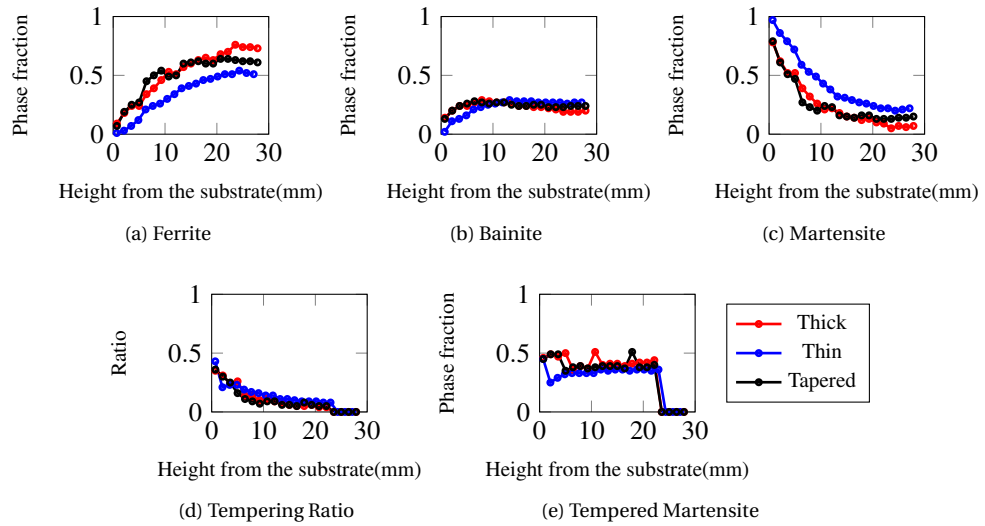 1
0.5
0
Phase fraction
0
10
20
30
Height from the substrate(mm)
(a) Ferrite
1
0.5
0
Phase fraction
0
10
20
30
Height from the substrate(mm)
(b) Bainite
1
0.5
0
Phase fraction
0
10
20
30
Height from the substrate(mm)
(c) Martensite
1
0.5
0
Ratio
0
10
20
30
Height from the substrate(mm)
(d) Tempering Ratio
1
0.5
0
Phase fraction
0
10
20
30
Height from the substrate(mm)
(e) Tempered Martensite
Thick
Thin
Tapered